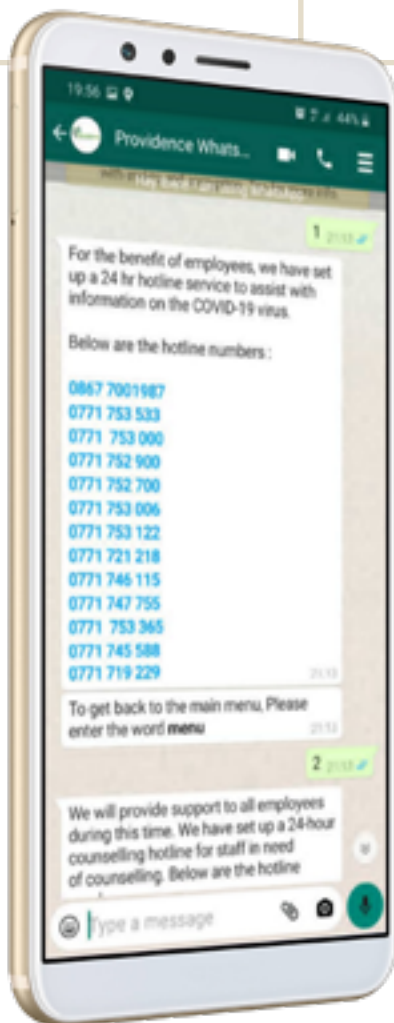 19:56
44%
Providence Whats...
1 21:13
For the benefit of employees, we have set
up a 24 hr hotline service to assist with
information on the COVID-19 virus.
Below are the hotline numbers :
0867 7001987
0771 753 533
0771 753 000
0771 752 900
0771 752 700
0771 753 006
0771 753 122
0771 721 218
0771 746 115
0771 747 755
0771 753 365
0771 745 588
0771 719 229
21:13
To get back to the main menu, Please
enter the word menu
21:13
2 21:13
We will provide support to all employees
during this time. We have set up a 24-hour
counselling hotline for staff in need
of counselling. Below are the hotline
Type a message